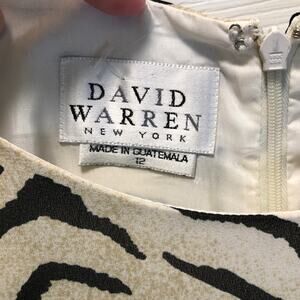 DAVID
WARREN
NEW YORK
MADE IN GUATEMALA
12